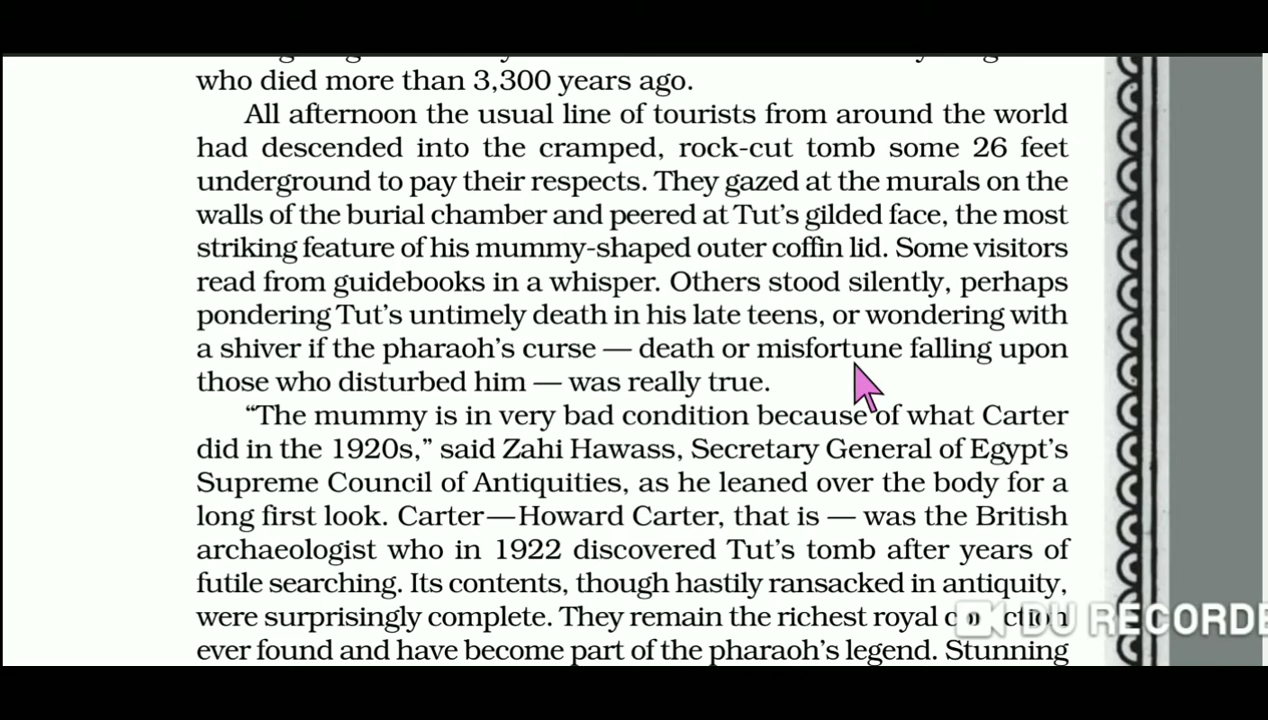 who died more than 3,300 years ago.
All afternoon the usual line of tourists from around the world
had descended into the cramped, rock-cut tomb some 26 feet
underground to pay their respects. They gazed at the murals on the
walls of the burial chamber and peered at Tut's gilded face, the most
striking feature of his mummy-shaped outer coffin lid. Some visitors
read from guidebooks in a whisper. Others stood silently, perhaps
pondering Tut's untimely death in his late teens, or wondering with
a shiver if the pharaoh's curse — death or misfortune falling upon
those who disturbed him — was really true.
“The mummy is in very bad condition because of what Carter
did in the 1920s,” said Zahi Hawass, Secretary General of Egypt's
Supreme Council of Antiquities, as he leaned over the body for a
long first look. Carter—Howard Carter, that is — was the British
archaeologist who in 1922 discovered Tut's tomb after years of
futile searching. Its contents, though hastily ransacked in antiquity,
were surprisingly complete. They remain the richest royal
ever found and have become part of the pharaoh's legend. Stunning
DU RECORDE